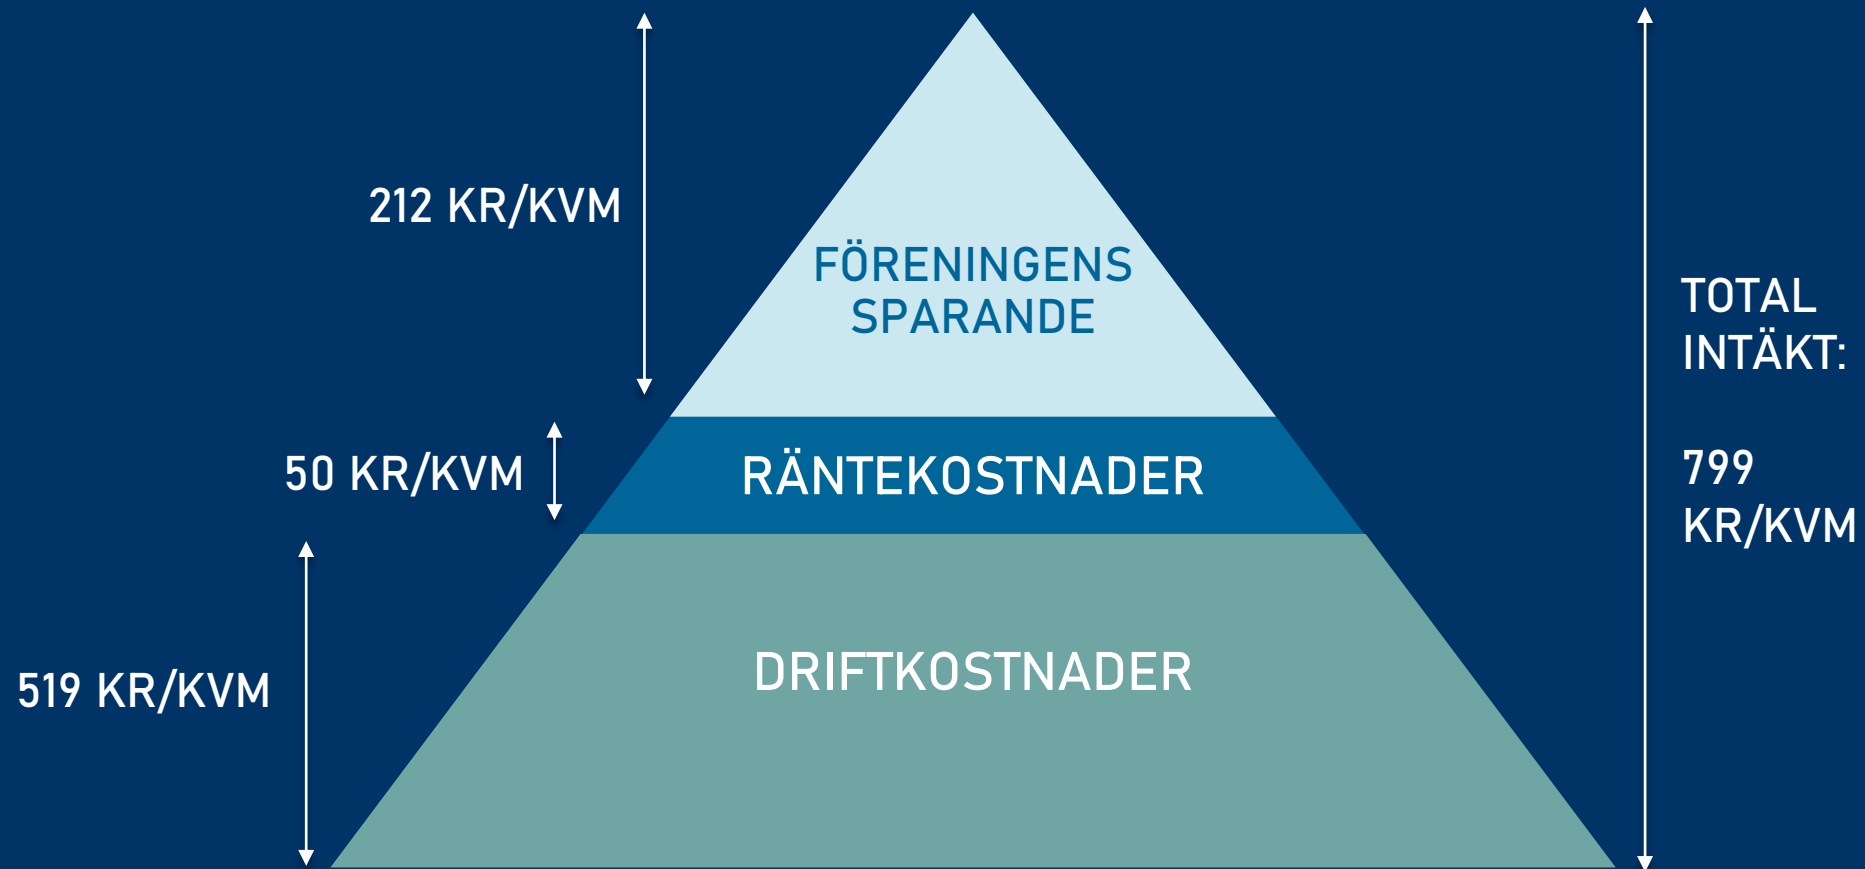 212 KR/KVM
FÖRENINGENS
SPARANDE
50 KR/KVM
RÄNTEKOSTNADER
519 KR/KVM
DRIFTKOSTNADER
TOTAL
INTÄKT:
799
KR/KVM